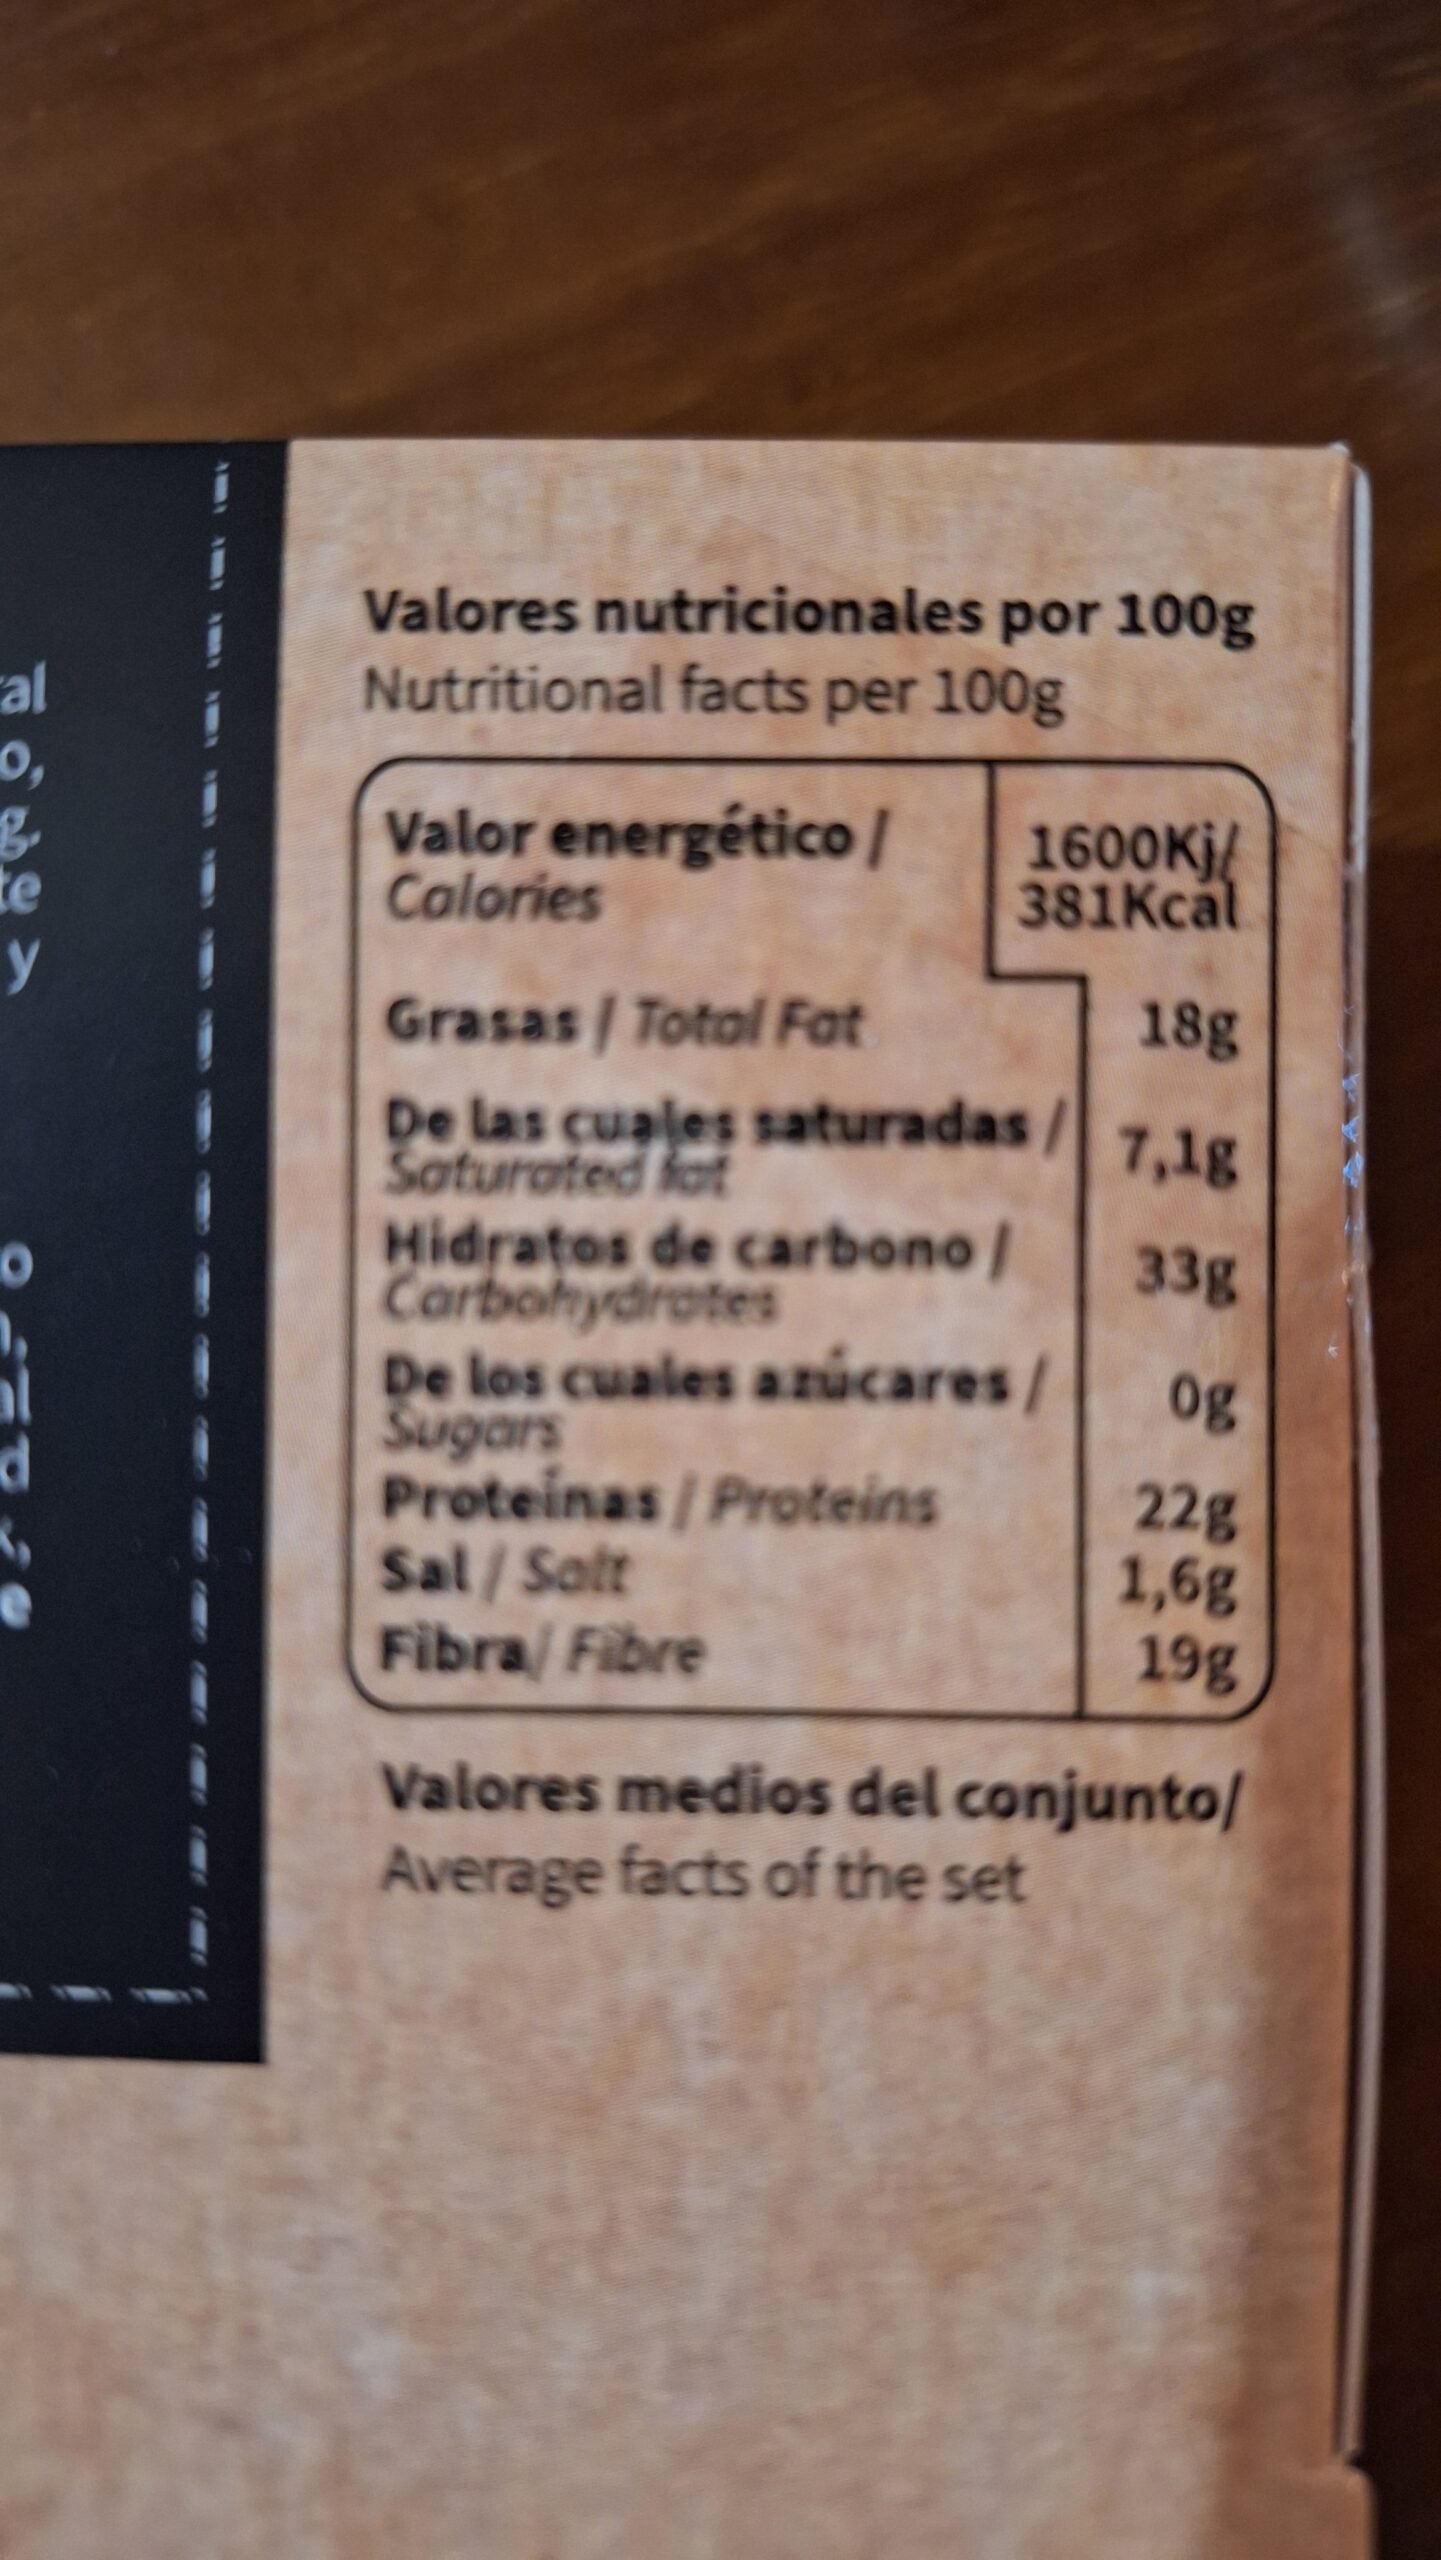 Valores nutricionales por 100g
Nutritional facts per 100g
Valor energético / 1600Kj/
Calories 381Kcal
Grasas / Total Fat 18g
De las cuales saturadas / 7,1g
Saturated fat
Hidratos de carbono / 33g
Carbohydrates
De los cuales azúcares / 0g
Sugars
Proteínas / Proteins 22g
Sal / Salt 1,6g
Fibra/ Fibre 19g
Valores medios del conjunto/
Average facts of the set